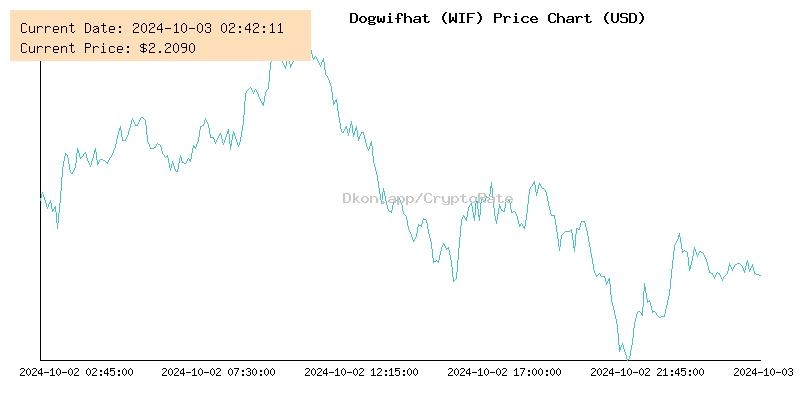 Dogwifhat (WIF) Price Chart (USD)
Current Date: 2024-10-03 02:42:11
Current Price: $2.2090
Dkon.app/CryptoRate
2024-10-02 02:45:00 2024-10-02 07:30:00 2024-10-02 12:15:00 2024-10-02 17:00:00 2024-10-02 21:45:00 2024-10-03